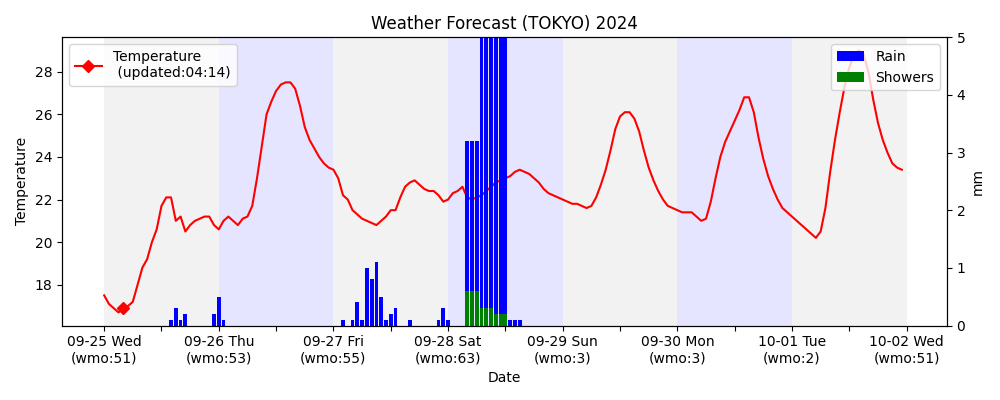 Weather Forecast (TOKYO) 2024
Temperature
(updated:04:14)
Rain
Showers
Temperature
28
26
24
22
20
18
5
4
3
2
1
0
mm
09-25 Wed
(wmo:51)
09-26 Thu
(wmo:53)
09-27 Fri
(wmo:55)
09-28 Sat
(wmo:63)
09-29 Sun
(wmo:3)
09-30 Mon
(wmo:3)
10-01 Tue
(wmo:2)
10-02 Wed
(wmo:51)
Date